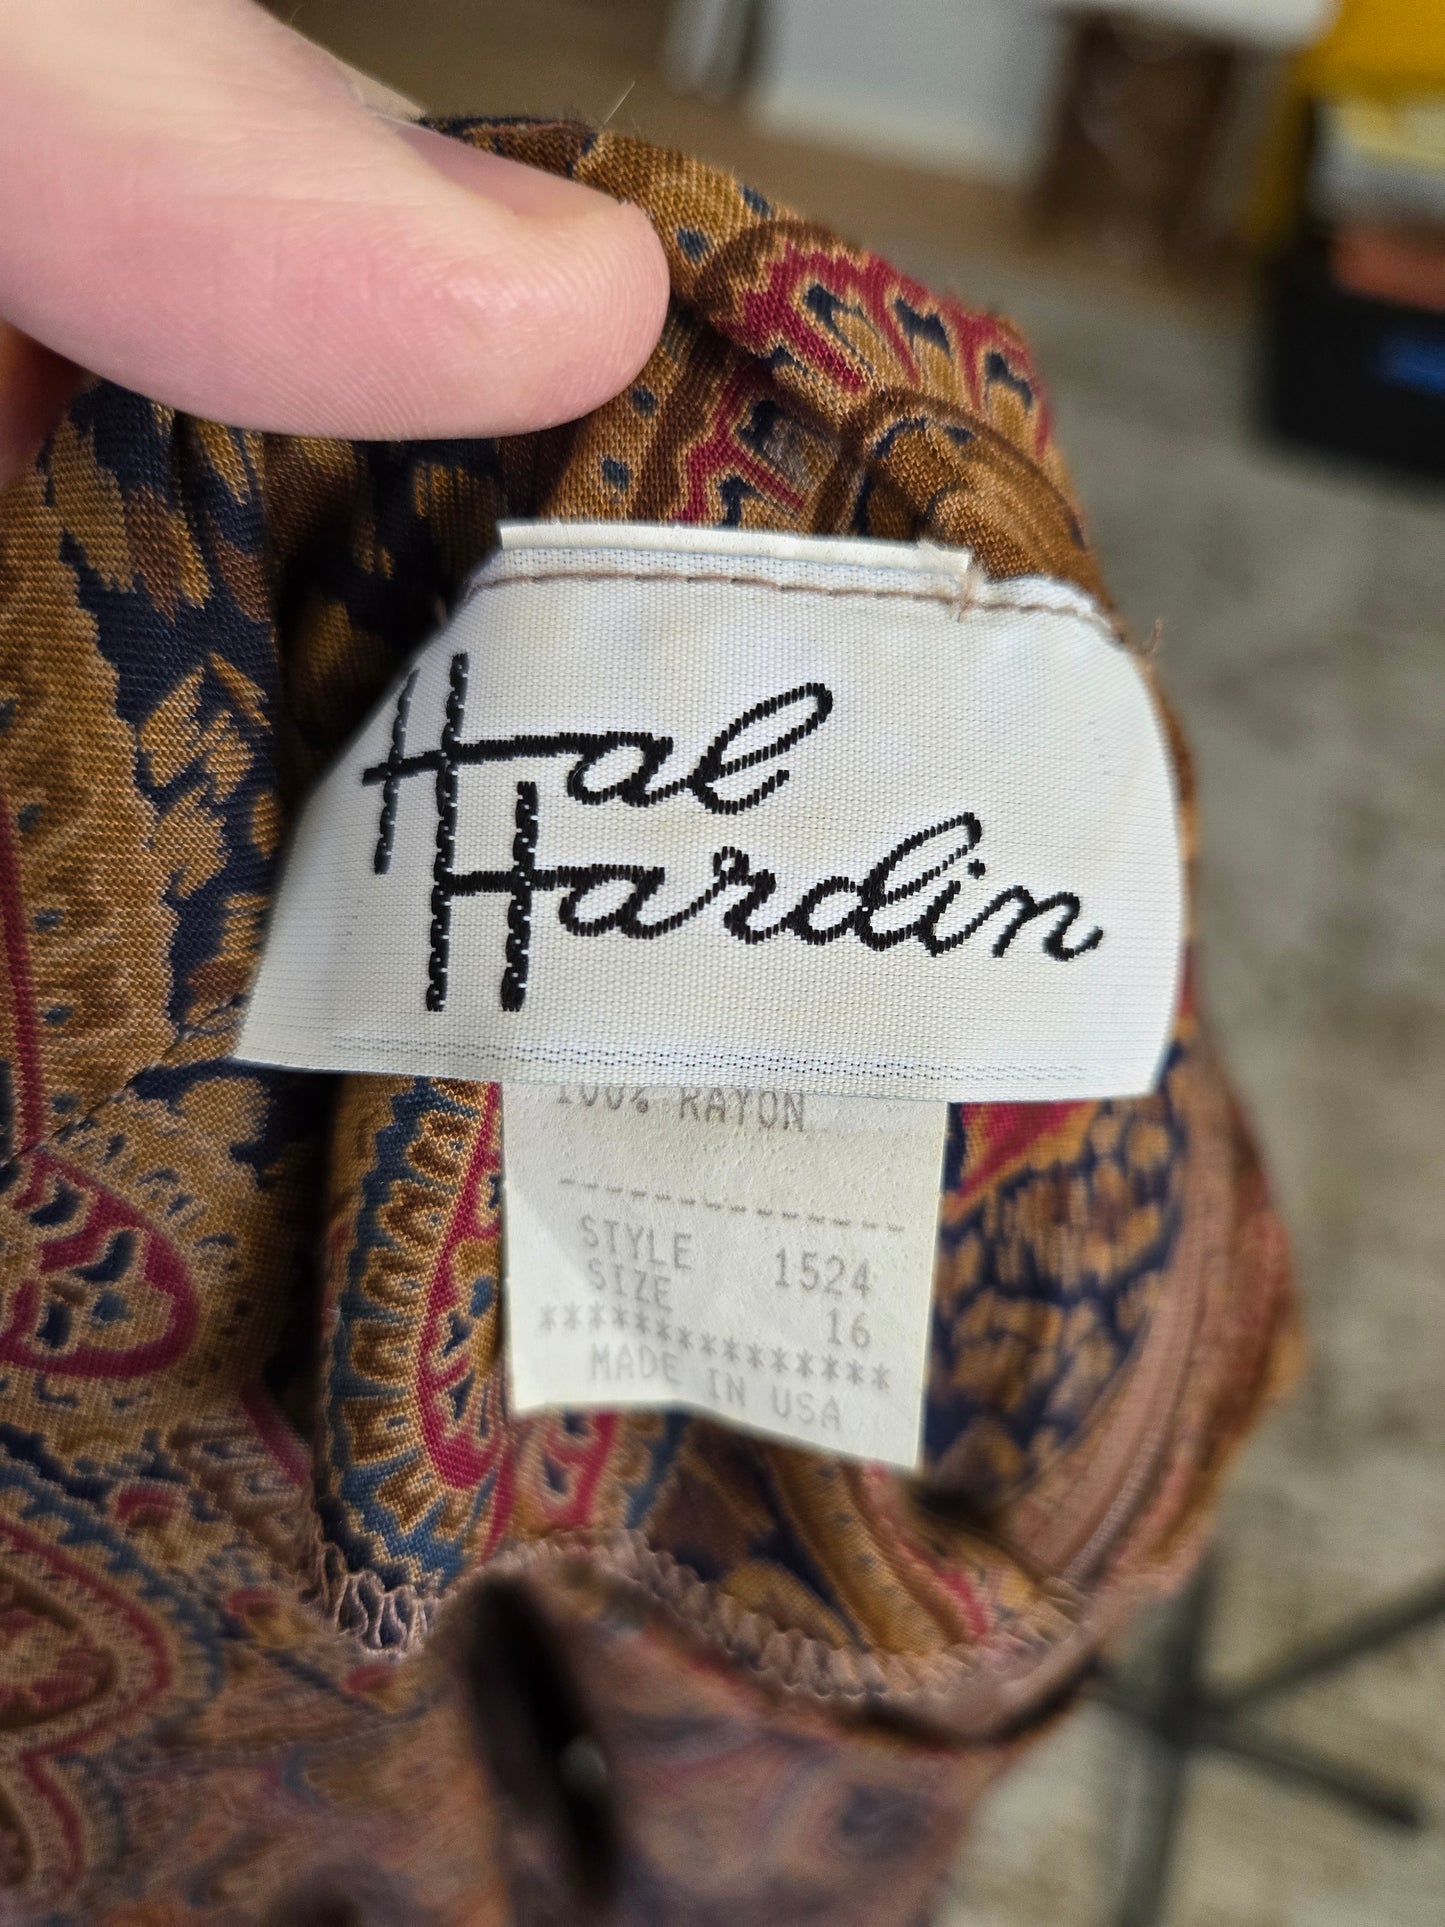 Hal
Hardin
100% RAYON
--------------
STYLE 1524
SIZE 16
****************
MADE IN USA